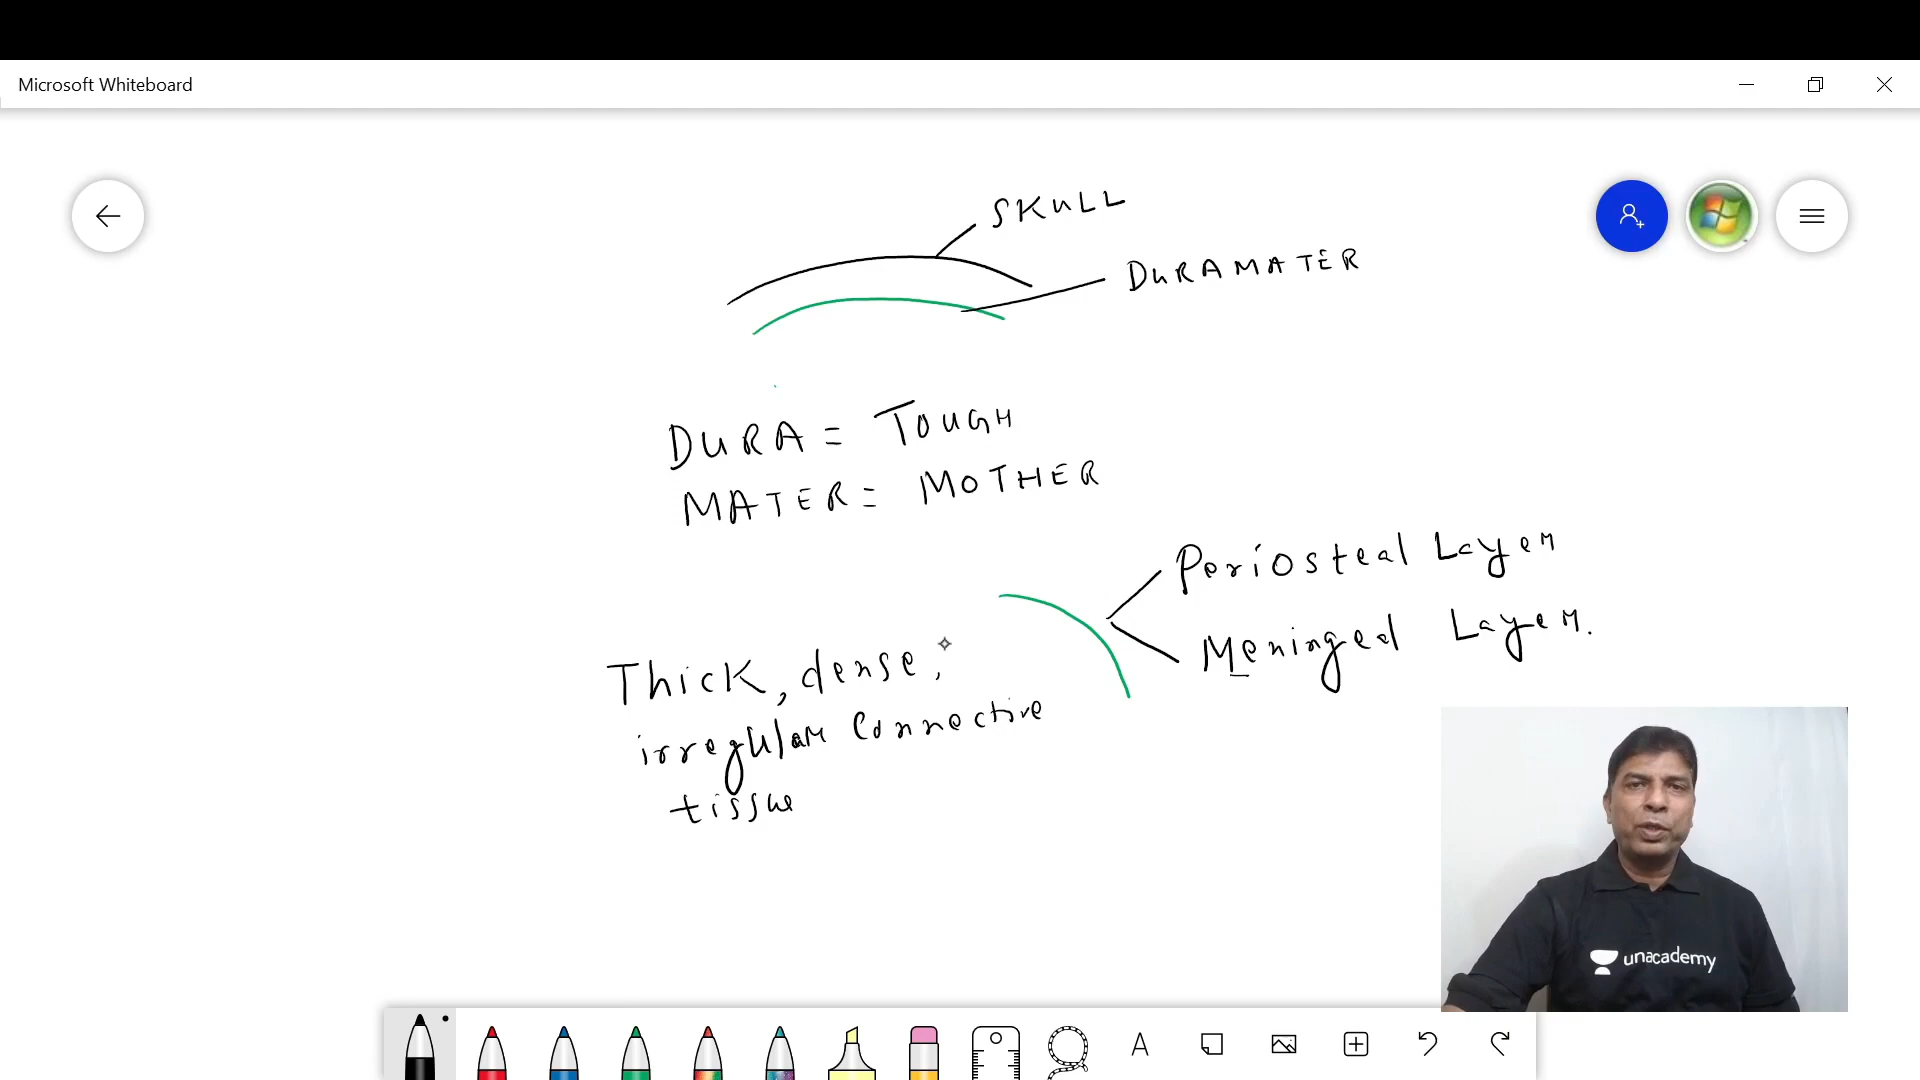 Microsoft Whiteboard
SKULL
DURAMATER
DURA = TOUGH
MATER = MOTHER
Periosteal Layer
Meningeal Layer.
Thick, dense,
irregular connective
tissue
unacademy
A